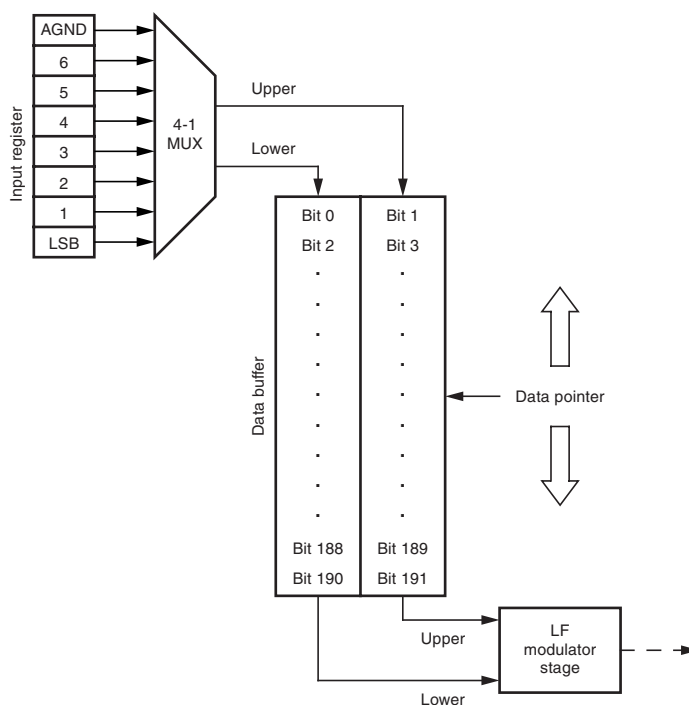 AGND
6
5
4
3
2
1
LSB
Input register
4-1
MUX
Upper
Lower
Bit 0
Bit 1
Bit 2
Bit 3
Data buffer
Data pointer
Bit 188
Bit 189
Bit 190
Bit 191
Upper
Lower
LF
modulator
stage